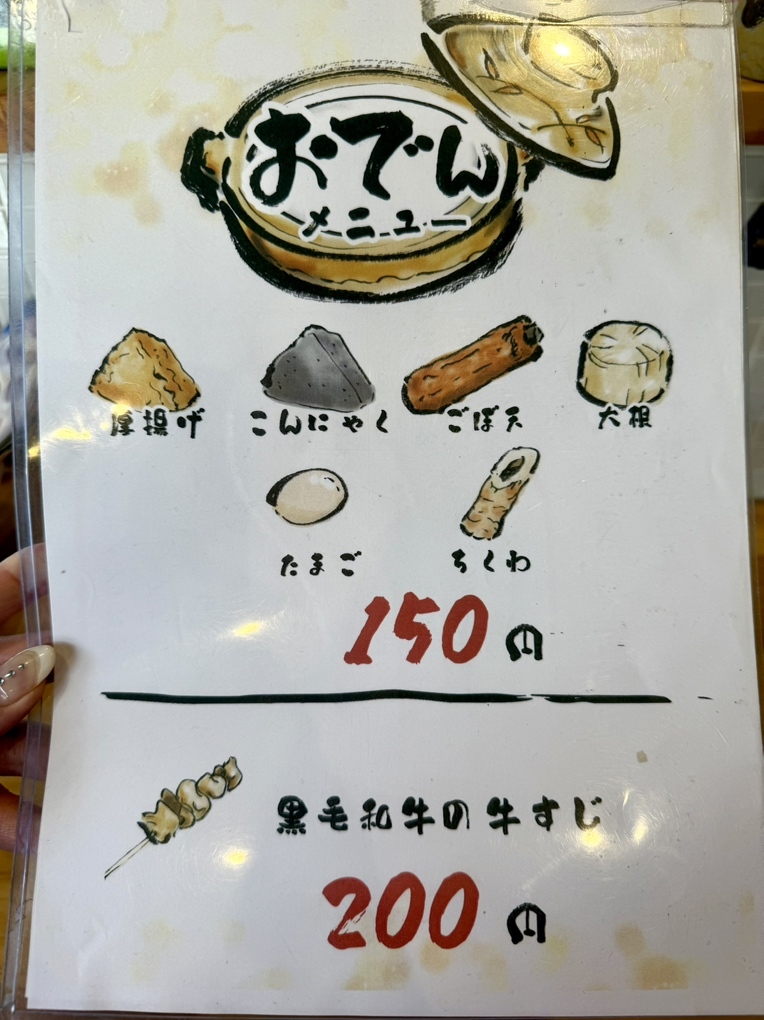 おでん
メニュー
厚揚げ こんにゃく ごぼ天 大根
たまご ちくわ
150円
黒毛和牛の牛すじ
200円